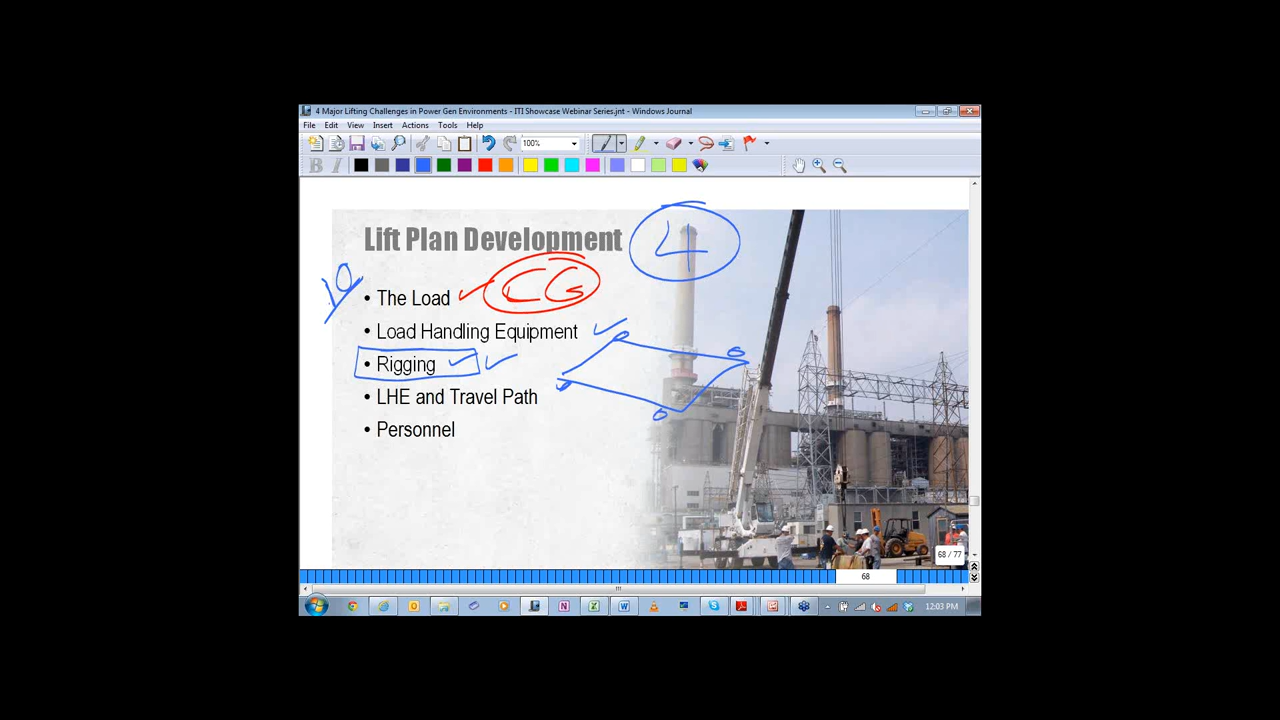 4 Major Lifting Challenges in Power Gen Environments - ITI Showcase Webinar Series.jnt - Windows Journal
File Edit View Insert Actions Tools Help
100%
B I
Lift Plan Development
4
• The Load
CG
• Load Handling Equipment
• Rigging
• LHE and Travel Path
• Personnel
68 / 77
68
12:03 PM